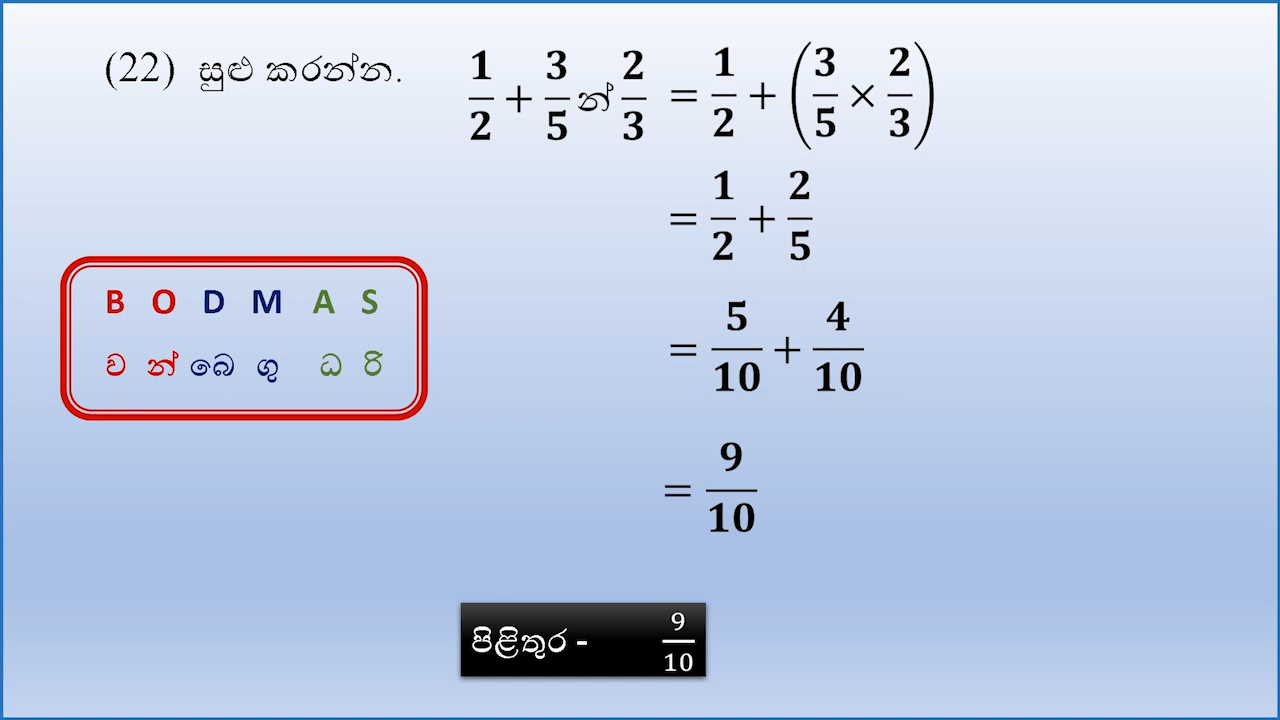 (22) සුළු කරන්න. 1/2 + 3/5 න් 2/3 = 1/2 + (3/5 × 2/3)
= 1/2 + 2/5
B O D M A S
ව න් බෙ ගු ධ රි
= 5/10 + 4/10
= 9/10
පිළිතුර - 9/10